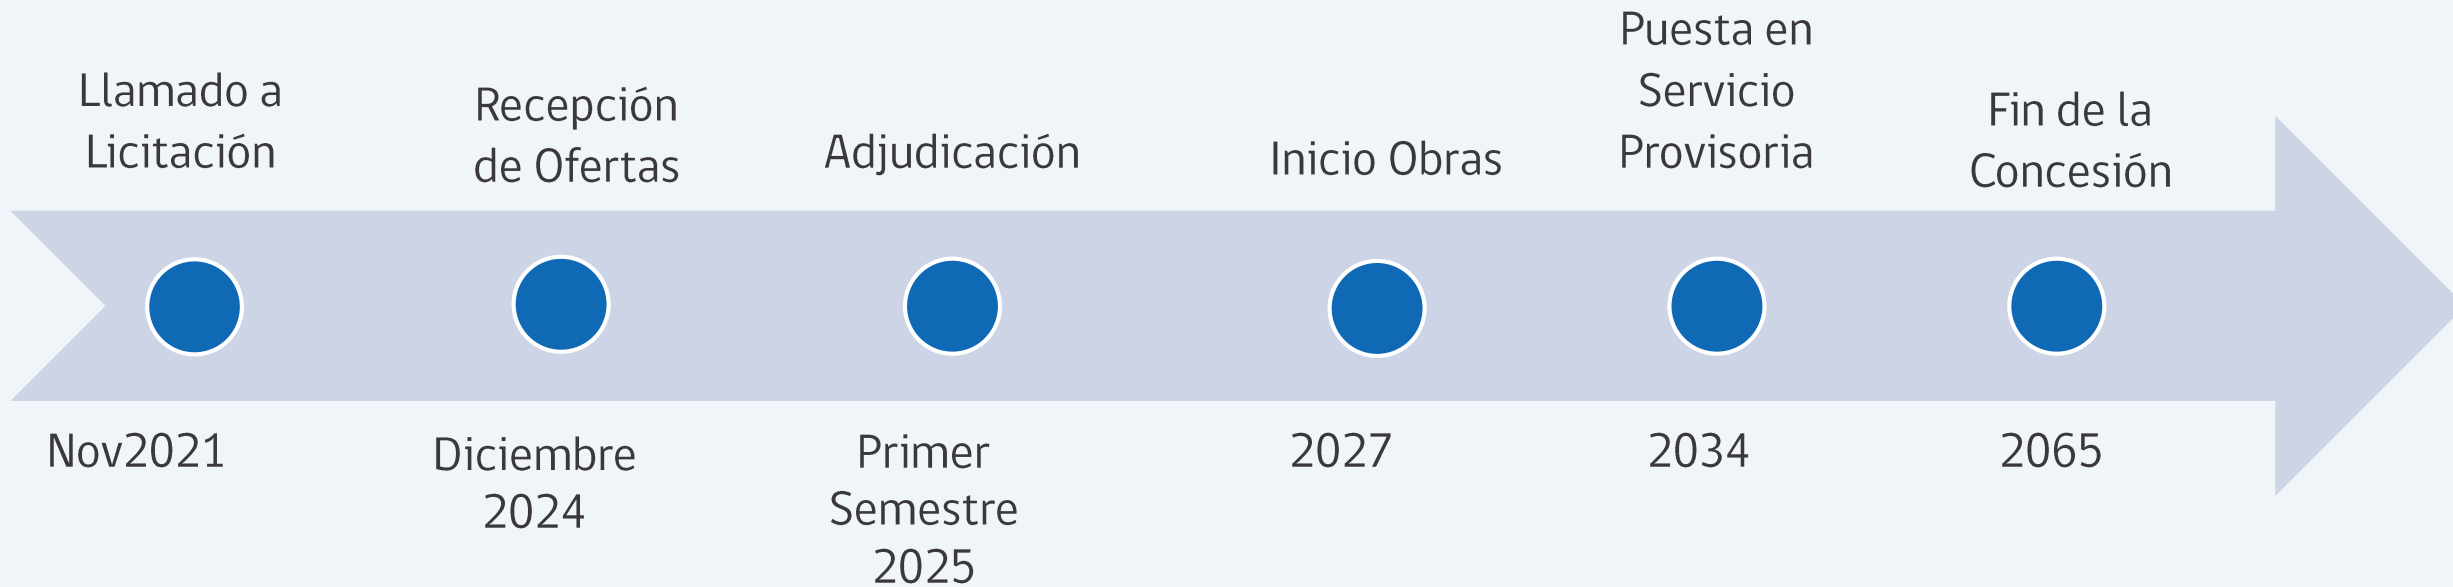 Llamado a
Licitación
Recepción
de Ofertas
Adjudicación
Inicio Obras
Puesta en
Servicio
Provisoria
Fin de la
Concesión
Nov2021
Diciembre
2024
Primer
Semestre
2025
2027
2034
2065